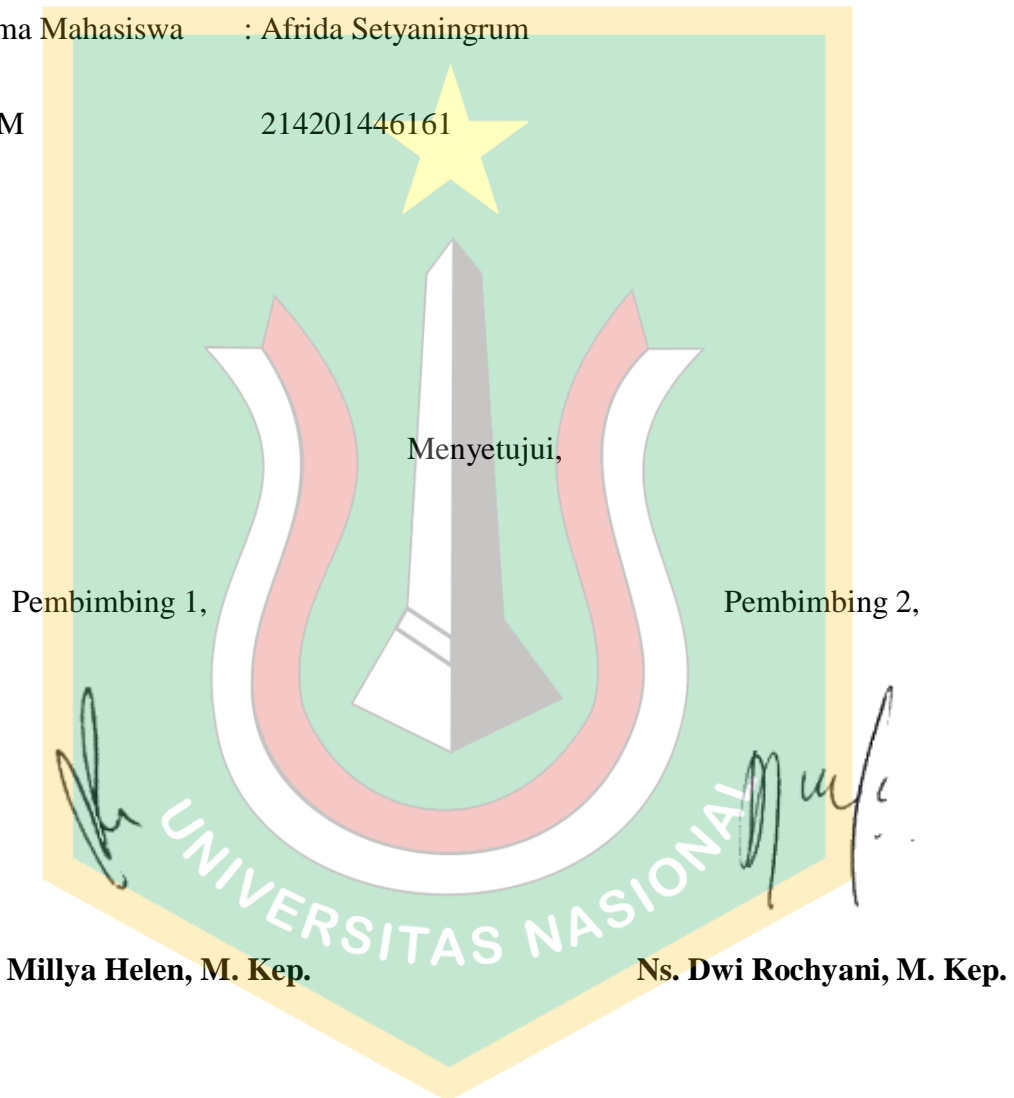 ma Mahasiswa : Afrida Setyaningrum
M 214201446161
Menyetujui,
Pembimbing 1, Pembimbing 2,
UNIVERSITAS NASIONAL
Millya Helen, M. Kep. Ns. Dwi Rochyani, M. Kep.